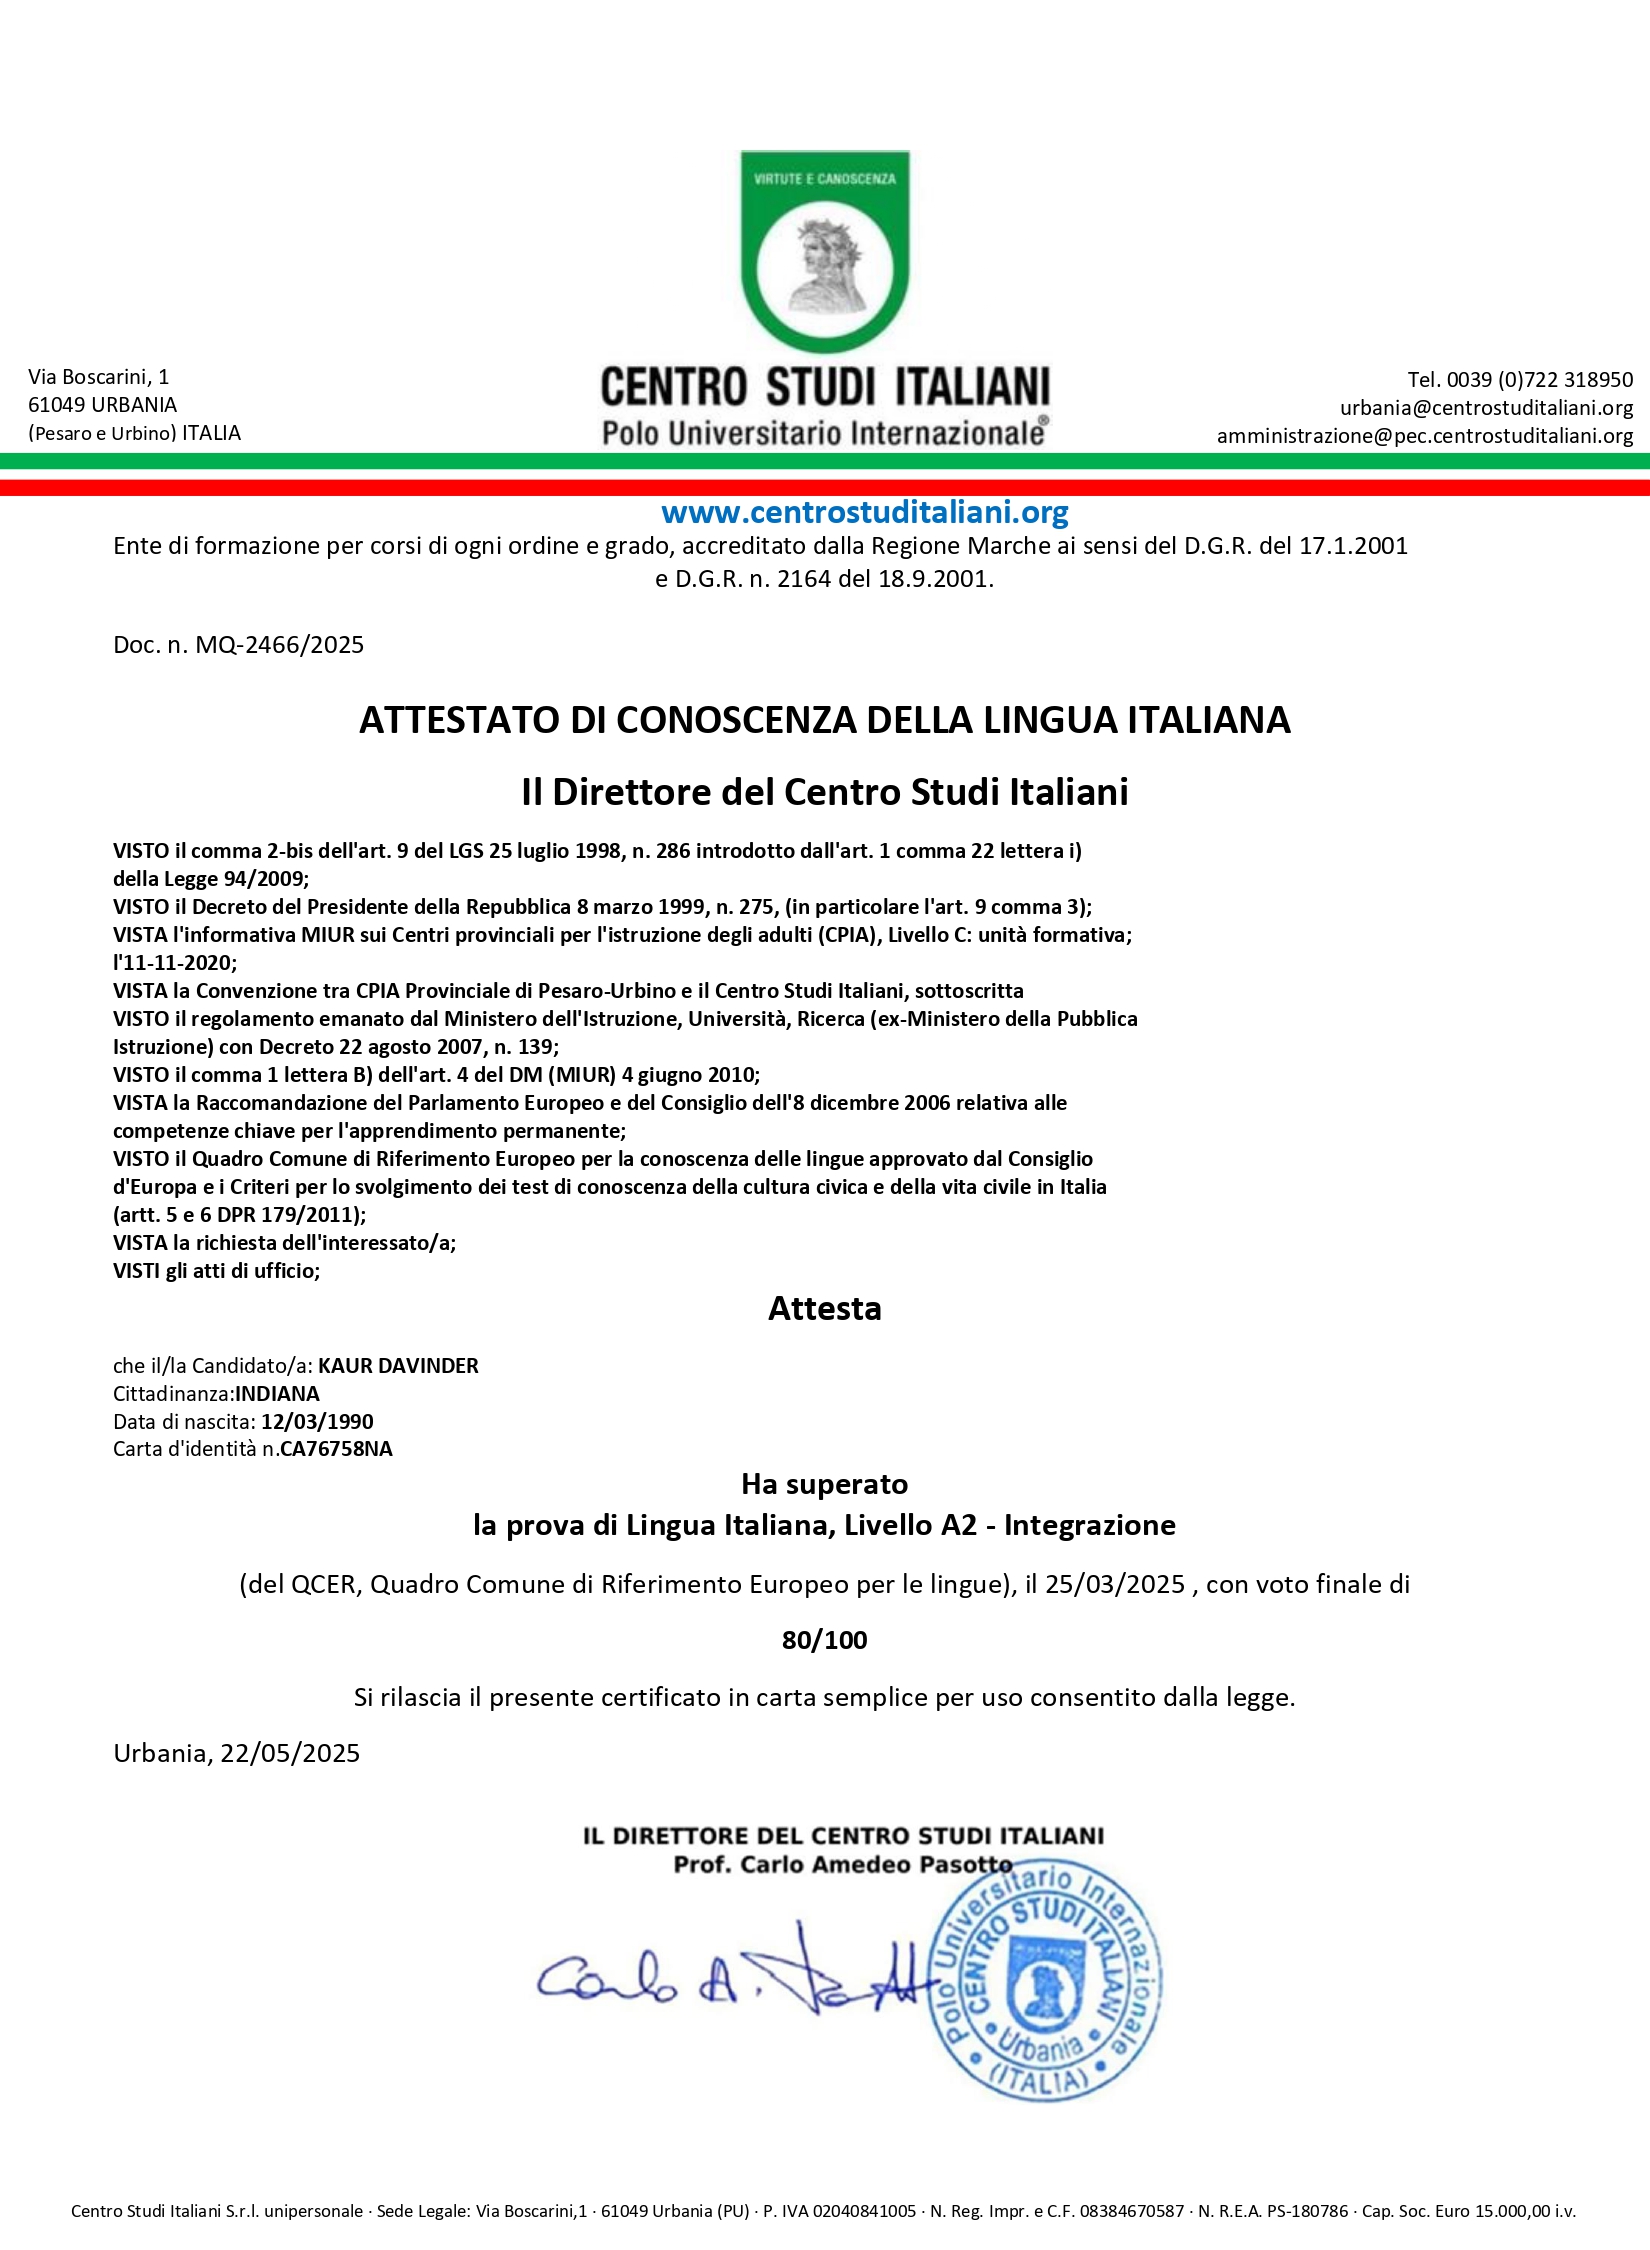 VIRTUTE E CANOSCENZA
CENTRO STUDI ITALIANI
Polo Universitario Internazionale®
Via Boscarini, 1
61049 URBANIA
(Pesaro e Urbino) ITALIA
Tel. 0039 (0)722 318950
urbania@centrostuditaliani.org
amministrazione@pec.centrostuditaliani.org
www.centrostuditaliani.org
Ente di formazione per corsi di ogni ordine e grado, accreditato dalla Regione Marche ai sensi del D.G.R. del 17.1.2001
e D.G.R. n. 2164 del 18.9.2001.
Doc. n. MQ-2466/2025
ATTESTATO DI CONOSCENZA DELLA LINGUA ITALIANA
Il Direttore del Centro Studi Italiani
VISTO il comma 2-bis dell'art. 9 del LGS 25 luglio 1998, n. 286 introdotto dall'art. 1 comma 22 lettera i)
della Legge 94/2009;
VISTO il Decreto del Presidente della Repubblica 8 marzo 1999, n. 275, (in particolare l'art. 9 comma 3);
VISTA l'informativa MIUR sui Centri provinciali per l'istruzione degli adulti (CPIA), Livello C: unità formativa;
l'11-11-2020;
VISTA la Convenzione tra CPIA Provinciale di Pesaro-Urbino e il Centro Studi Italiani, sottoscritta
VISTO il regolamento emanato dal Ministero dell'Istruzione, Università, Ricerca (ex-Ministero della Pubblica
Istruzione) con Decreto 22 agosto 2007, n. 139;
VISTO il comma 1 lettera B) dell'art. 4 del DM (MIUR) 4 giugno 2010;
VISTA la Raccomandazione del Parlamento Europeo e del Consiglio dell'8 dicembre 2006 relativa alle
competenze chiave per l'apprendimento permanente;
VISTO il Quadro Comune di Riferimento Europeo per la conoscenza delle lingue approvato dal Consiglio
d'Europa e i Criteri per lo svolgimento dei test di conoscenza della cultura civica e della vita civile in Italia
(artt. 5 e 6 DPR 179/2011);
VISTA la richiesta dell'interessato/a;
VISTI gli atti di ufficio;
Attesta
che il/la Candidato/a: KAUR DAVINDER
Cittadinanza:INDIANA
Data di nascita: 12/03/1990
Carta d'identità n.CA76758NA
Ha superato
la prova di Lingua Italiana, Livello A2 - Integrazione
(del QCER, Quadro Comune di Riferimento Europeo per le lingue), il 25/03/2025 , con voto finale di
80/100
Si rilascia il presente certificato in carta semplice per uso consentito dalla legge.
Urbania, 22/05/2025
IL DIRETTORE DEL CENTRO STUDI ITALIANI
Prof. Carlo Amedeo Pasotto
Carlo A. Pasotto
Polo Universitario Internazionale • (ITALIA) •
CENTRO STUDI ITALIANI • Urbania •
Centro Studi Italiani S.r.l. unipersonale · Sede Legale: Via Boscarini,1 · 61049 Urbania (PU) · P. IVA 02040841005 · N. Reg. Impr. e C.F. 08384670587 · N. R.E.A. PS-180786 · Cap. Soc. Euro 15.000,00 i.v.